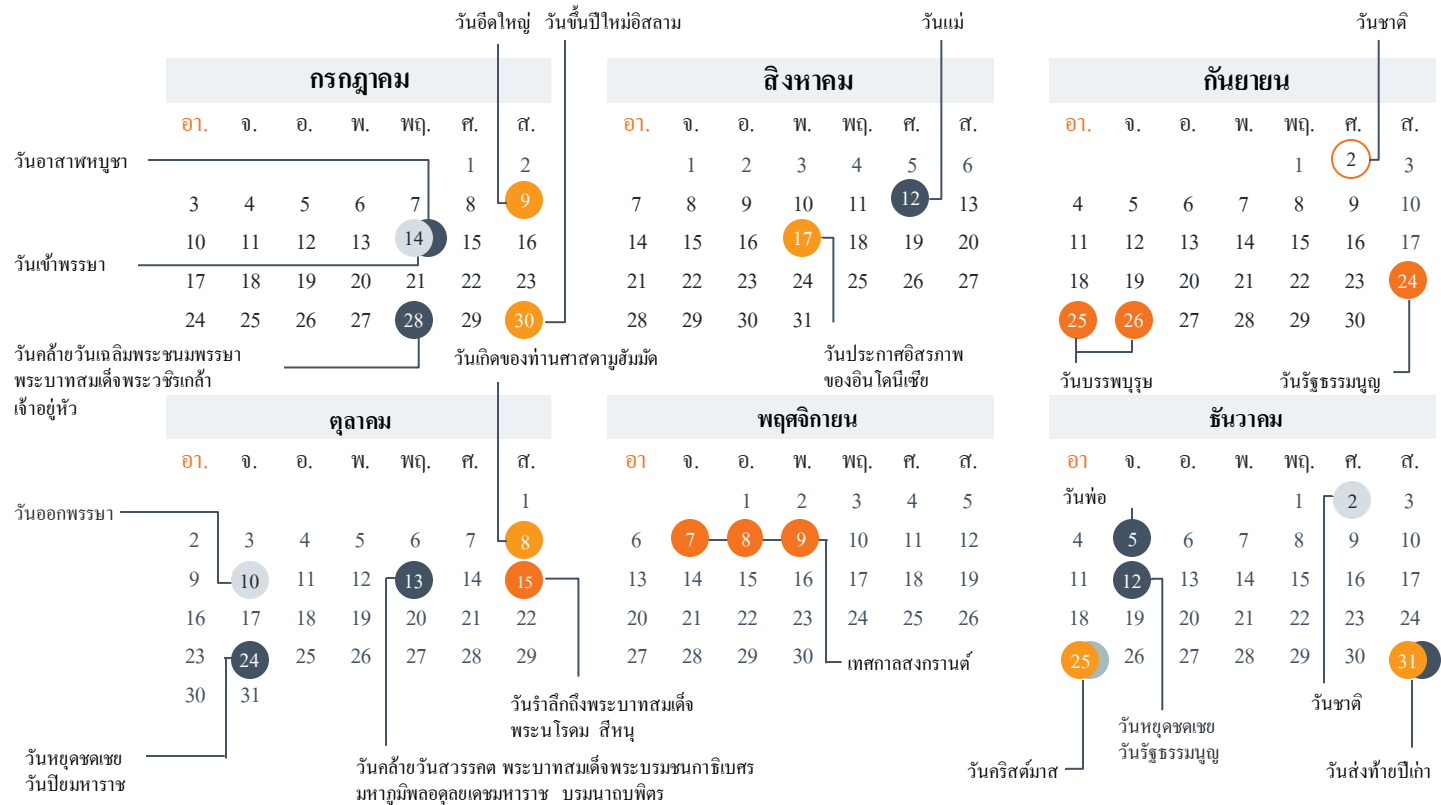 วันอีดใหญ่ วันขึ้นปีใหม่อิสลาม วันแม่ วันชาติ
กรกฎาคม
อา. จ. อ. พ. พฤ. ศ. ส.
1 2
3 4 5 6 7 8 9
10 11 12 13 14 15 16
17 18 19 20 21 22 23
24 25 26 27 28 29 30
วันอาสาฬหบูชา
วันเข้าพรรษา
วันคล้ายวันเฉลิมพระชนมพรรษา
พระบาทสมเด็จพระวชิรเกล้า
เจ้าอยู่หัว
สิงหาคม
อา. จ. อ. พ. พฤ. ศ. ส.
1 2 3 4 5 6
7 8 9 10 11 12 13
14 15 16 17 18 19 20
21 22 23 24 25 26 27
28 29 30 31
วันประกาศอิสรภาพ
ของอินโดนีเซีย
กันยายน
อา. จ. อ. พ. พฤ. ศ. ส.
1 2 3
4 5 6 7 8 9 10
11 12 13 14 15 16 17
18 19 20 21 22 23 24
25 26 27 28 29 30
วันบรรพบุรุษ
วันรัฐธรรมนูญ
วันเกิดของท่านศาสดามูฮัมมัด
ตุลาคม
อา. จ. อ. พ. พฤ. ศ. ส.
1
2 3 4 5 6 7 8
9 10 11 12 13 14 15
16 17 18 19 20 21 22
23 24 25 26 27 28 29
30 31
วันออกพรรษา
วันหยุดชดเชย
วันปิยมหาราช
วันรำลึกถึงพระบาทสมเด็จ
พระนโรดม สีหนุ
วันคล้ายวันสวรรคต พระบาทสมเด็จพระบรมชนกาธิเบศร
มหาภูมิพลอดุลยเดชมหาราช บรมนาถบพิตร
พฤศจิกายน
อา จ. อ. พ. พฤ. ศ. ส.
1 2 3 4 5
6 7 8 9 10 11 12
13 14 15 16 17 18 19
20 21 22 23 24 25 26
27 28 29 30
เทศกาลสงกรานต์
ธันวาคม
อา จ. อ. พ. พฤ. ศ. ส.
วันพ่อ
1 2 3
4 5 6 7 8 9 10
11 12 13 14 15 16 17
18 19 20 21 22 23 24
25 26 27 28 29 30 31
วันชาติ
วันหยุดชดเชย
วันรัฐธรรมนูญ
วันคริสต์มาส
วันส่งท้ายปีเก่า